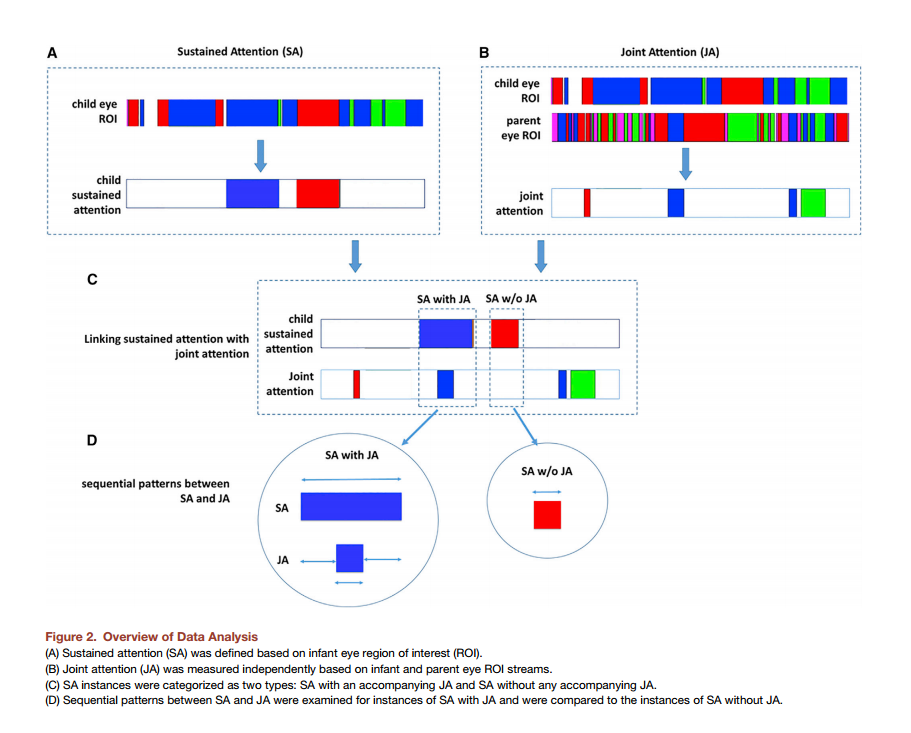 A
Sustained Attention (SA)
child eye
ROI
child
sustained
attention
B
Joint Attention (JA)
child eye
ROI
parent
eye ROI
joint
attention
C
SA with JA
SA w/o JA
Linking sustained attention with
joint attention
child
sustained
attention
Joint
attention
D
sequential patterns between
SA and JA
SA with JA
SA
JA
SA w/o JA
Figure 2. Overview of Data Analysis
(A) Sustained attention (SA) was defined based on infant eye region of interest (ROI).
(B) Joint attention (JA) was measured independently based on infant and parent eye ROI streams.
(C) SA instances were categorized as two types: SA with an accompanying JA and SA without any accompanying JA.
(D) Sequential patterns between SA and JA were examined for instances of SA with JA and were compared to the instances of SA without JA.